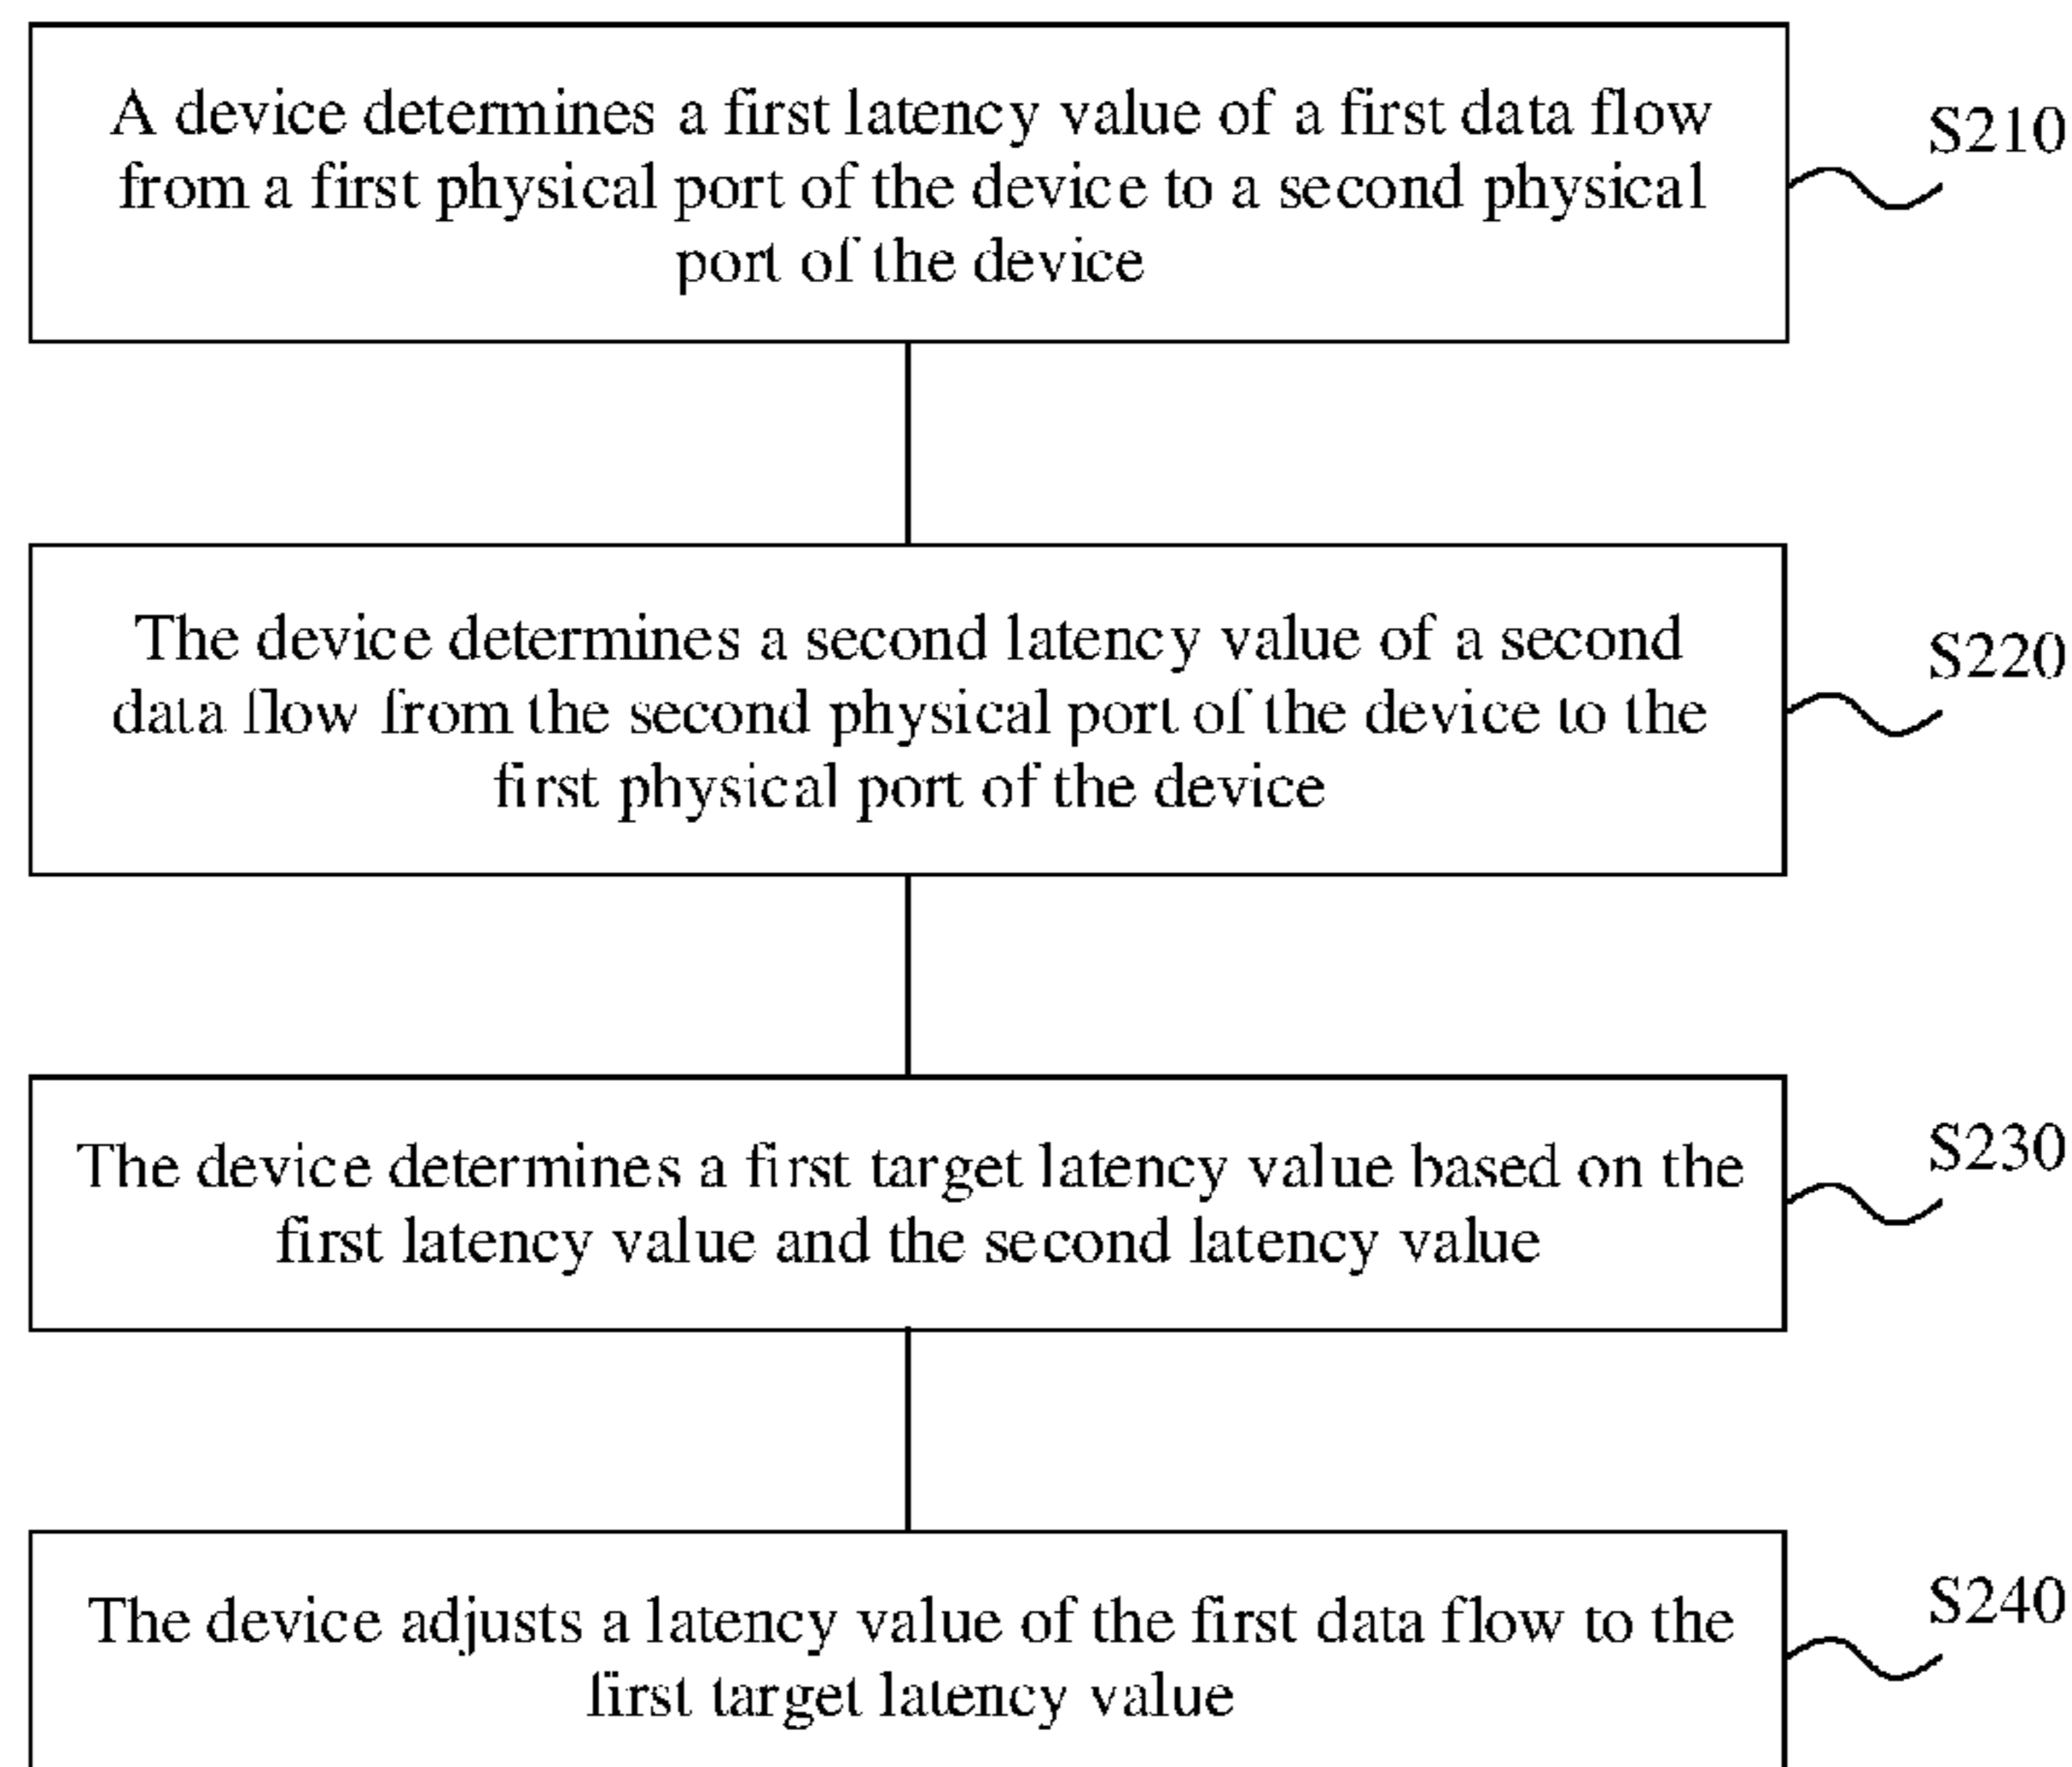 A device determines a first latency value of a first data flow
from a first physical port of the device to a second physical
port of the device
S210
The device determines a second latency value of a second
data flow from the second physical port of the device to the
first physical port of the device
S220
The device determines a first target latency value based on the
first latency value and the second latency value
S230
The device adjusts a latency value of the first data flow to the
first target latency value
S240